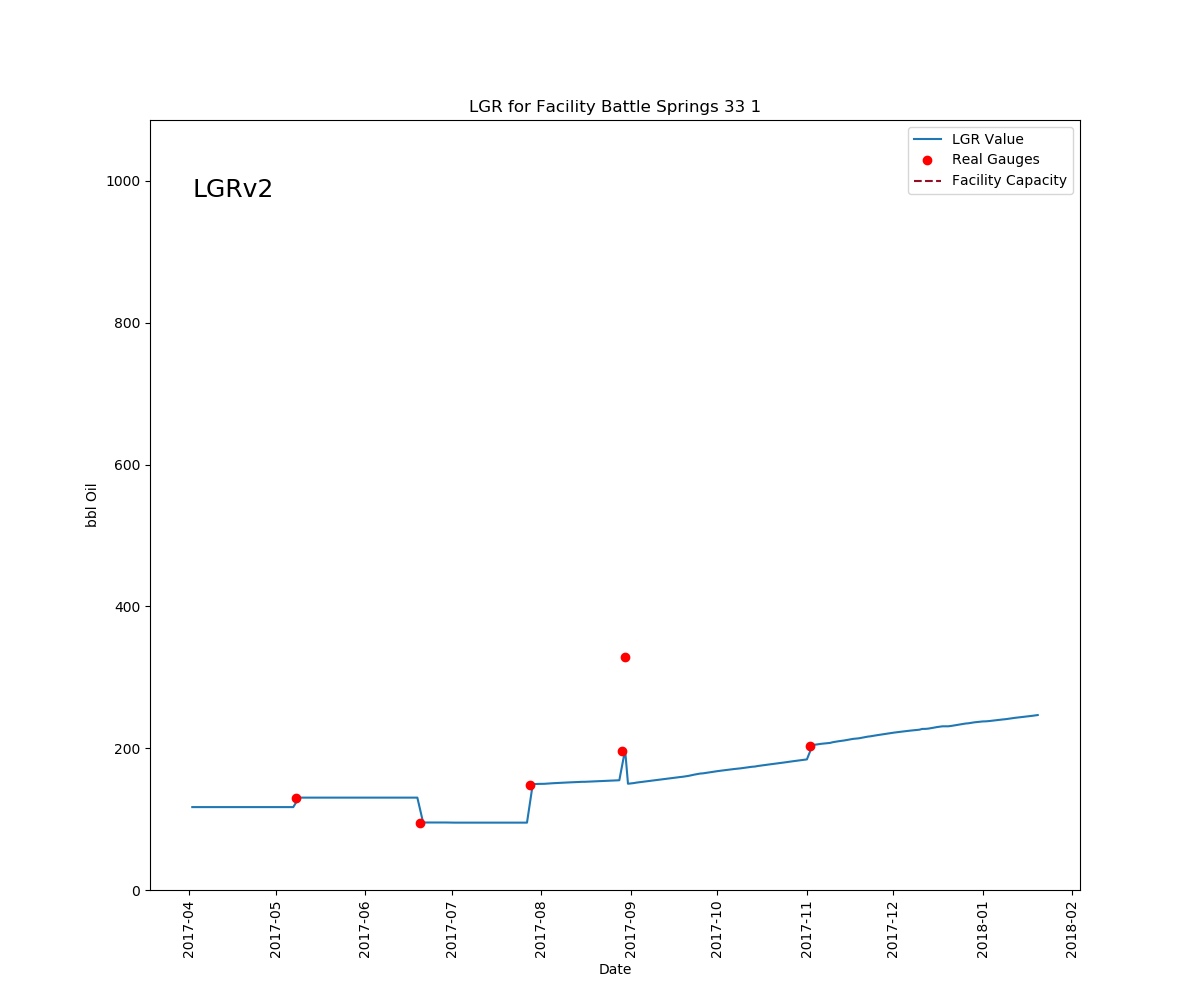 LGR for Facility Battle Springs 33 1
LGRv2
LGR Value
Real Gauges
Facility Capacity
bbl Oil
1000
800
600
400
200
0
2017-04
2017-05
2017-06
2017-07
2017-08
2017-09
2017-10
2017-11
2017-12
2018-01
2018-02
Date